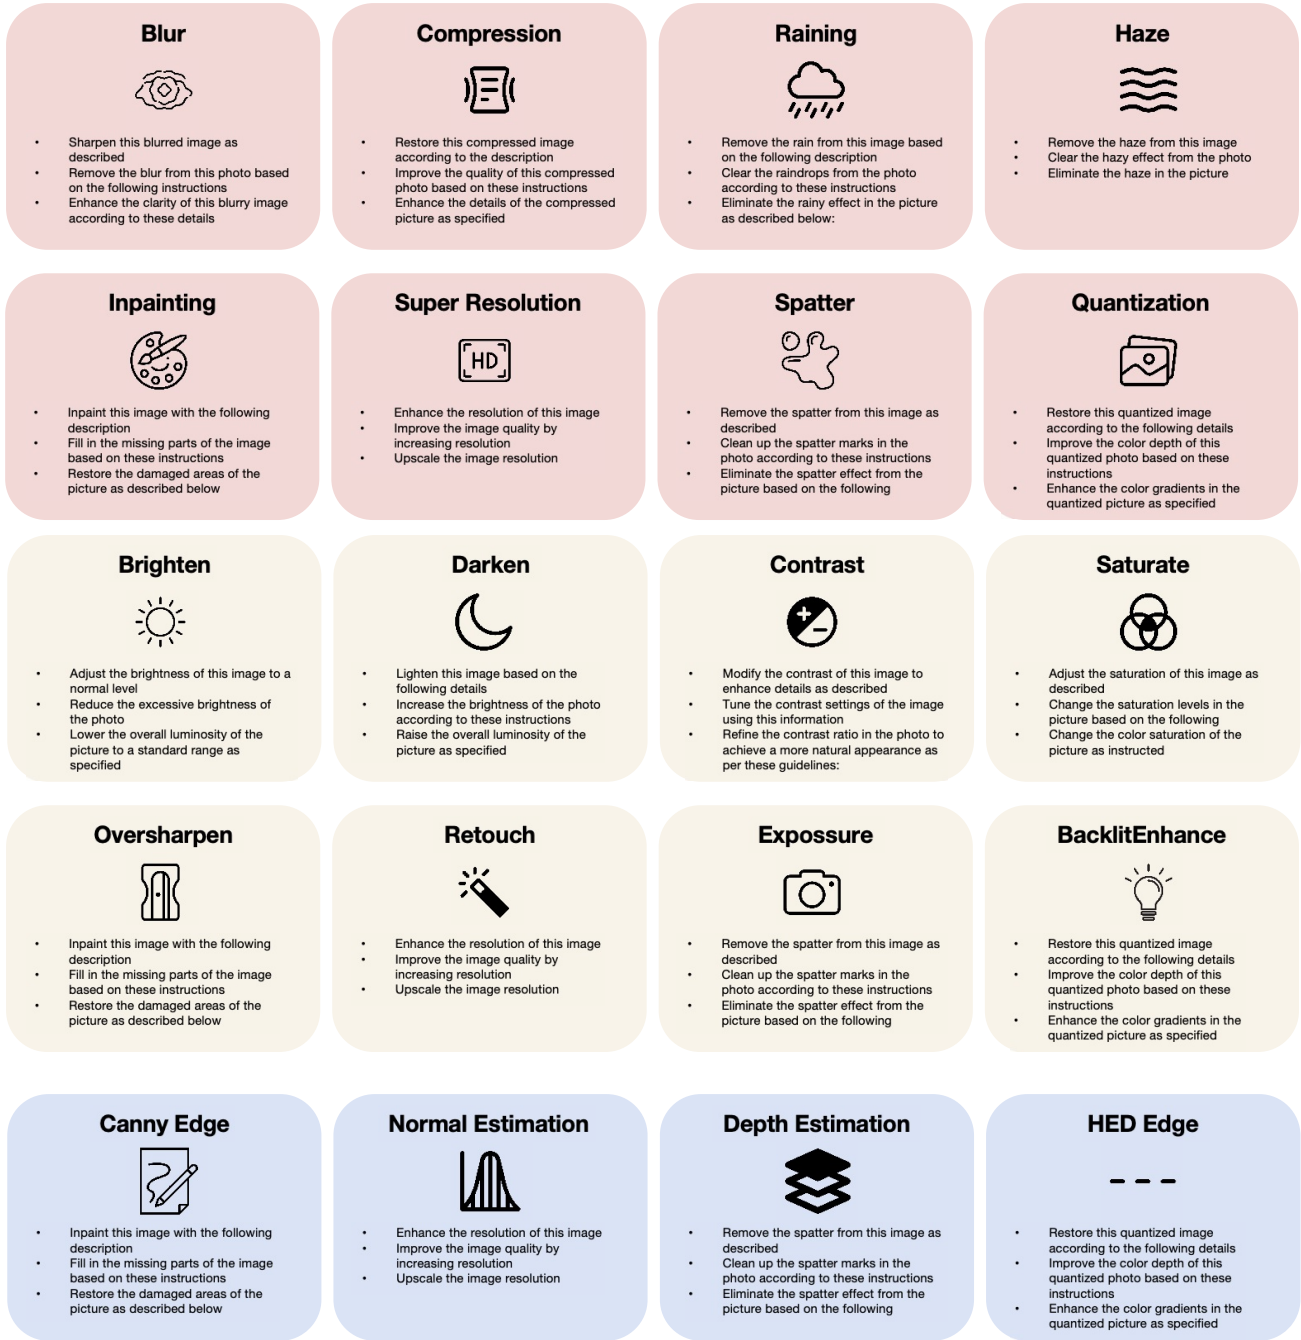 Blur
• Sharpen this blurred image as
described
• Remove the blur from this photo based
on the following instructions
• Enhance the clarity of this blurry image
according to these details
Compression
• Restore this compressed image
according to the description
• Improve the quality of this compressed
photo based on these instructions
• Enhance the details of the compressed
picture as specified
Raining
• Remove the rain from this image based
on the following description
• Clear the raindrops from the photo
according to these instructions
• Eliminate the rainy effect in the picture
as described below:
Haze
• Remove the haze from this image
• Clear the hazy effect from the photo
• Eliminate the haze in the picture
Inpainting
• Inpaint this image with the following
description
• Fill in the missing parts of the image
based on these instructions
• Restore the damaged areas of the
picture as described below
Super Resolution
HD
• Enhance the resolution of this image
• Improve the image quality by
increasing resolution
• Upscale the image resolution
Spatter
• Remove the spatter from this image as
described
• Clean up the spatter marks in the
photo according to these instructions
• Eliminate the spatter effect from the
picture based on the following
Quantization
• Restore this quantized image
according to the following details
• Improve the color depth of this
quantized photo based on these
instructions
• Enhance the color gradients in the
quantized picture as specified
Brighten
• Adjust the brightness of this image to a
normal level
• Reduce the excessive brightness of
the photo
• Lower the overall luminosity of the
picture to a standard range as
specified
Darken
• Lighten this image based on the
following details
• Increase the brightness of the photo
according to these instructions
• Raise the overall luminosity of the
picture as specified
Contrast
• Modify the contrast of this image to
enhance details as described
• Tune the contrast settings of the image
using this information
• Refine the contrast ratio in the photo to
achieve a more natural appearance as
per these guidelines:
Saturate
• Adjust the saturation of this image as
described
• Change the saturation levels in the
picture based on the following
• Change the color saturation of the
picture as instructed
Oversharpen
• Inpaint this image with the following
description
• Fill in the missing parts of the image
based on these instructions
• Restore the damaged areas of the
picture as described below
Retouch
• Enhance the resolution of this image
• Improve the image quality by
increasing resolution
• Upscale the image resolution
Expossure
• Remove the spatter from this image as
described
• Clean up the spatter marks in the
photo according to these instructions
• Eliminate the spatter effect from the
picture based on the following
BacklitEnhance
• Restore this quantized image
according to the following details
• Improve the color depth of this
quantized photo based on these
instructions
• Enhance the color gradients in the
quantized picture as specified
Canny Edge
• Inpaint this image with the following
description
• Fill in the missing parts of the image
based on these instructions
• Restore the damaged areas of the
picture as described below
Normal Estimation
• Enhance the resolution of this image
• Improve the image quality by
increasing resolution
• Upscale the image resolution
Depth Estimation
• Remove the spatter from this image as
described
• Clean up the spatter marks in the
photo according to these instructions
• Eliminate the spatter effect from the
picture based on the following
HED Edge
• Restore this quantized image
according to the following details
• Improve the color depth of this
quantized photo based on these
instructions
• Enhance the color gradients in the
quantized picture as specified